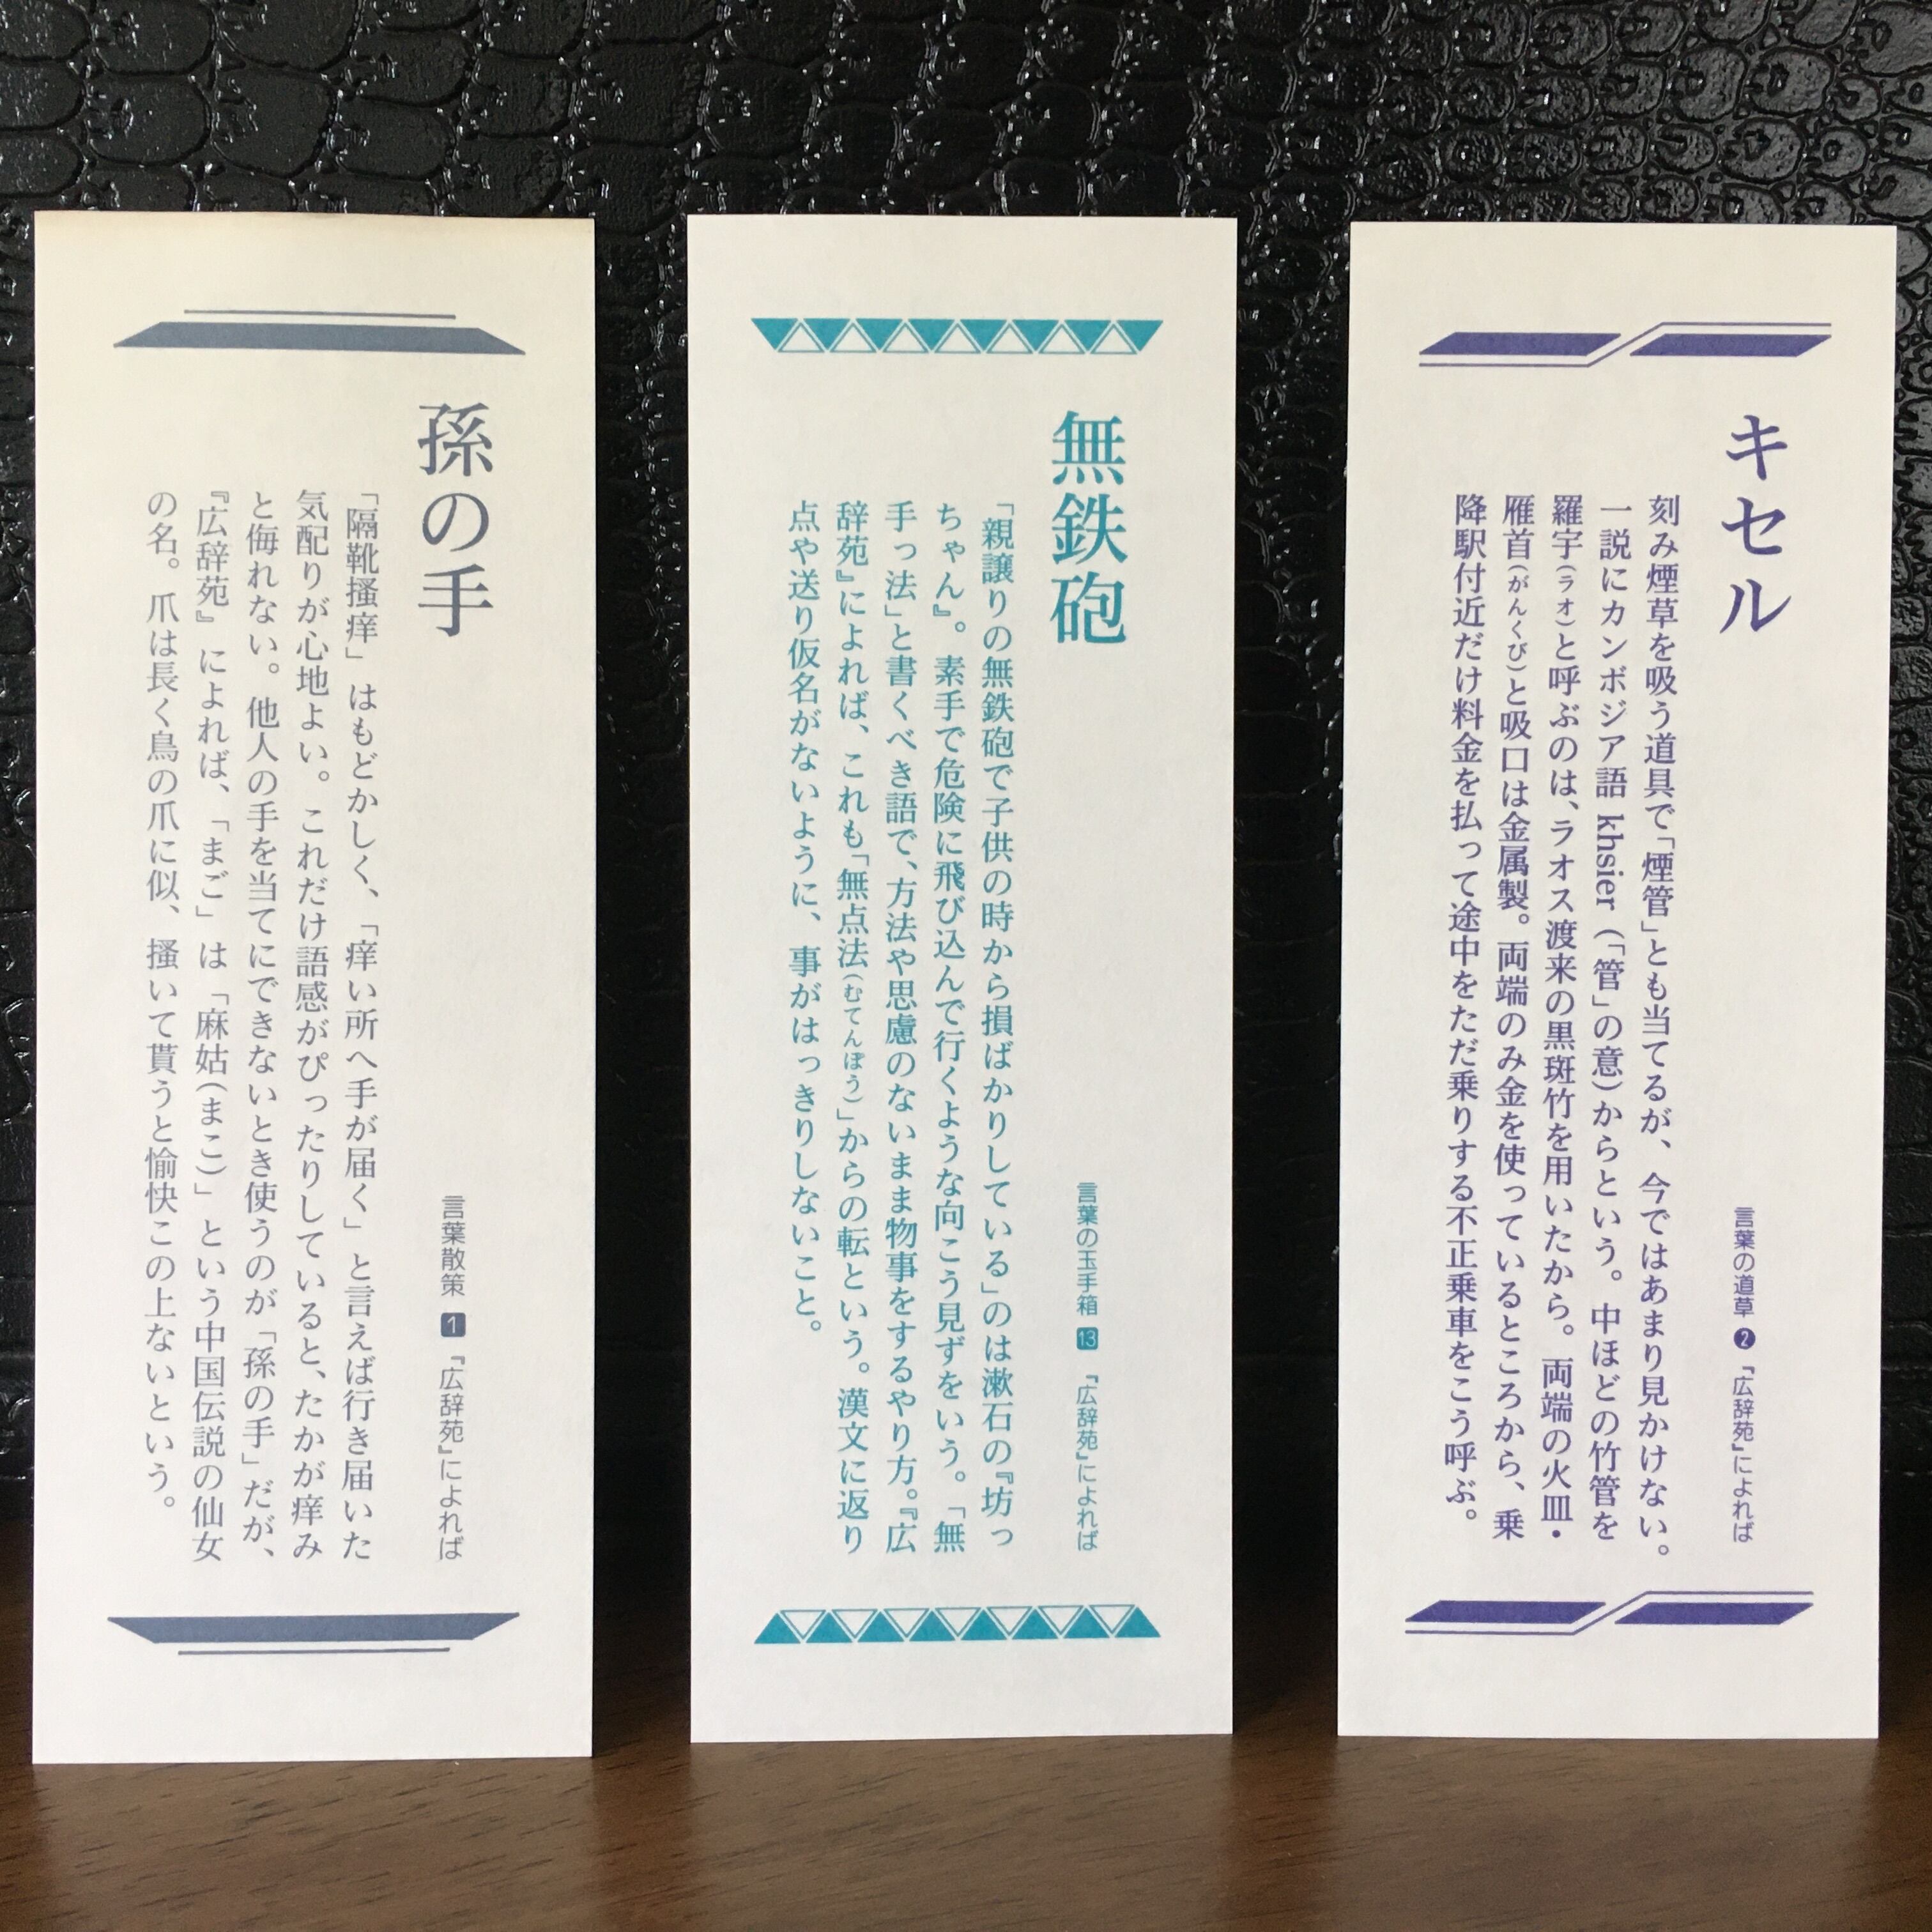 キセル
言葉の道草 2 『広辞苑』によれば
刻み煙草を吸う道具で「煙管」とも当てるが、今ではあまり見かけない。
一説にカンボジア語 khsier (「管」の意)からという。中ほどの竹管を
羅宇(ラオ)と呼ぶのは、ラオス渡来の黒斑竹を用いたから。両端の火皿・
雁首(がんくび)と吸口は金属製。両端のみ金を使っているところから、乗
降駅付近だけ料金を払って途中をただ乗りする不正乗車をこう呼ぶ。
無鉄砲
言葉の玉手箱 13 『広辞苑』によれば
「親譲りの無鉄砲で子供の時から損ばかりしている」のは漱石の『坊っ
ちゃん』。素手で危険に飛び込んで行くような向こう見ずをいう。「無
手っ法」と書くべき語で、方法や思慮のないまま物事をするやり方。『広
辞苑』によれば、これも「無点法(むてんぽう)」からの転という。漢文に返り
点や送り仮名がないように、事がはっきりしないこと。
孫の手
言葉散策 1 『広辞苑』によれば
「隔靴搔痒」はもどかしく、「痒い所へ手が届く」と言えば行き届いた
気配りが心地よい。これだけ語感がぴったりしていると、たかが痒み
と侮れない。他人の手を当てにできないとき使うのが「孫の手」だが、
『広辞苑』によれば、「まご」は「麻姑(まこ)」という中国伝説の仙女
の名。爪は長く鳥の爪に似、搔いて貰うと愉快この上ないという。